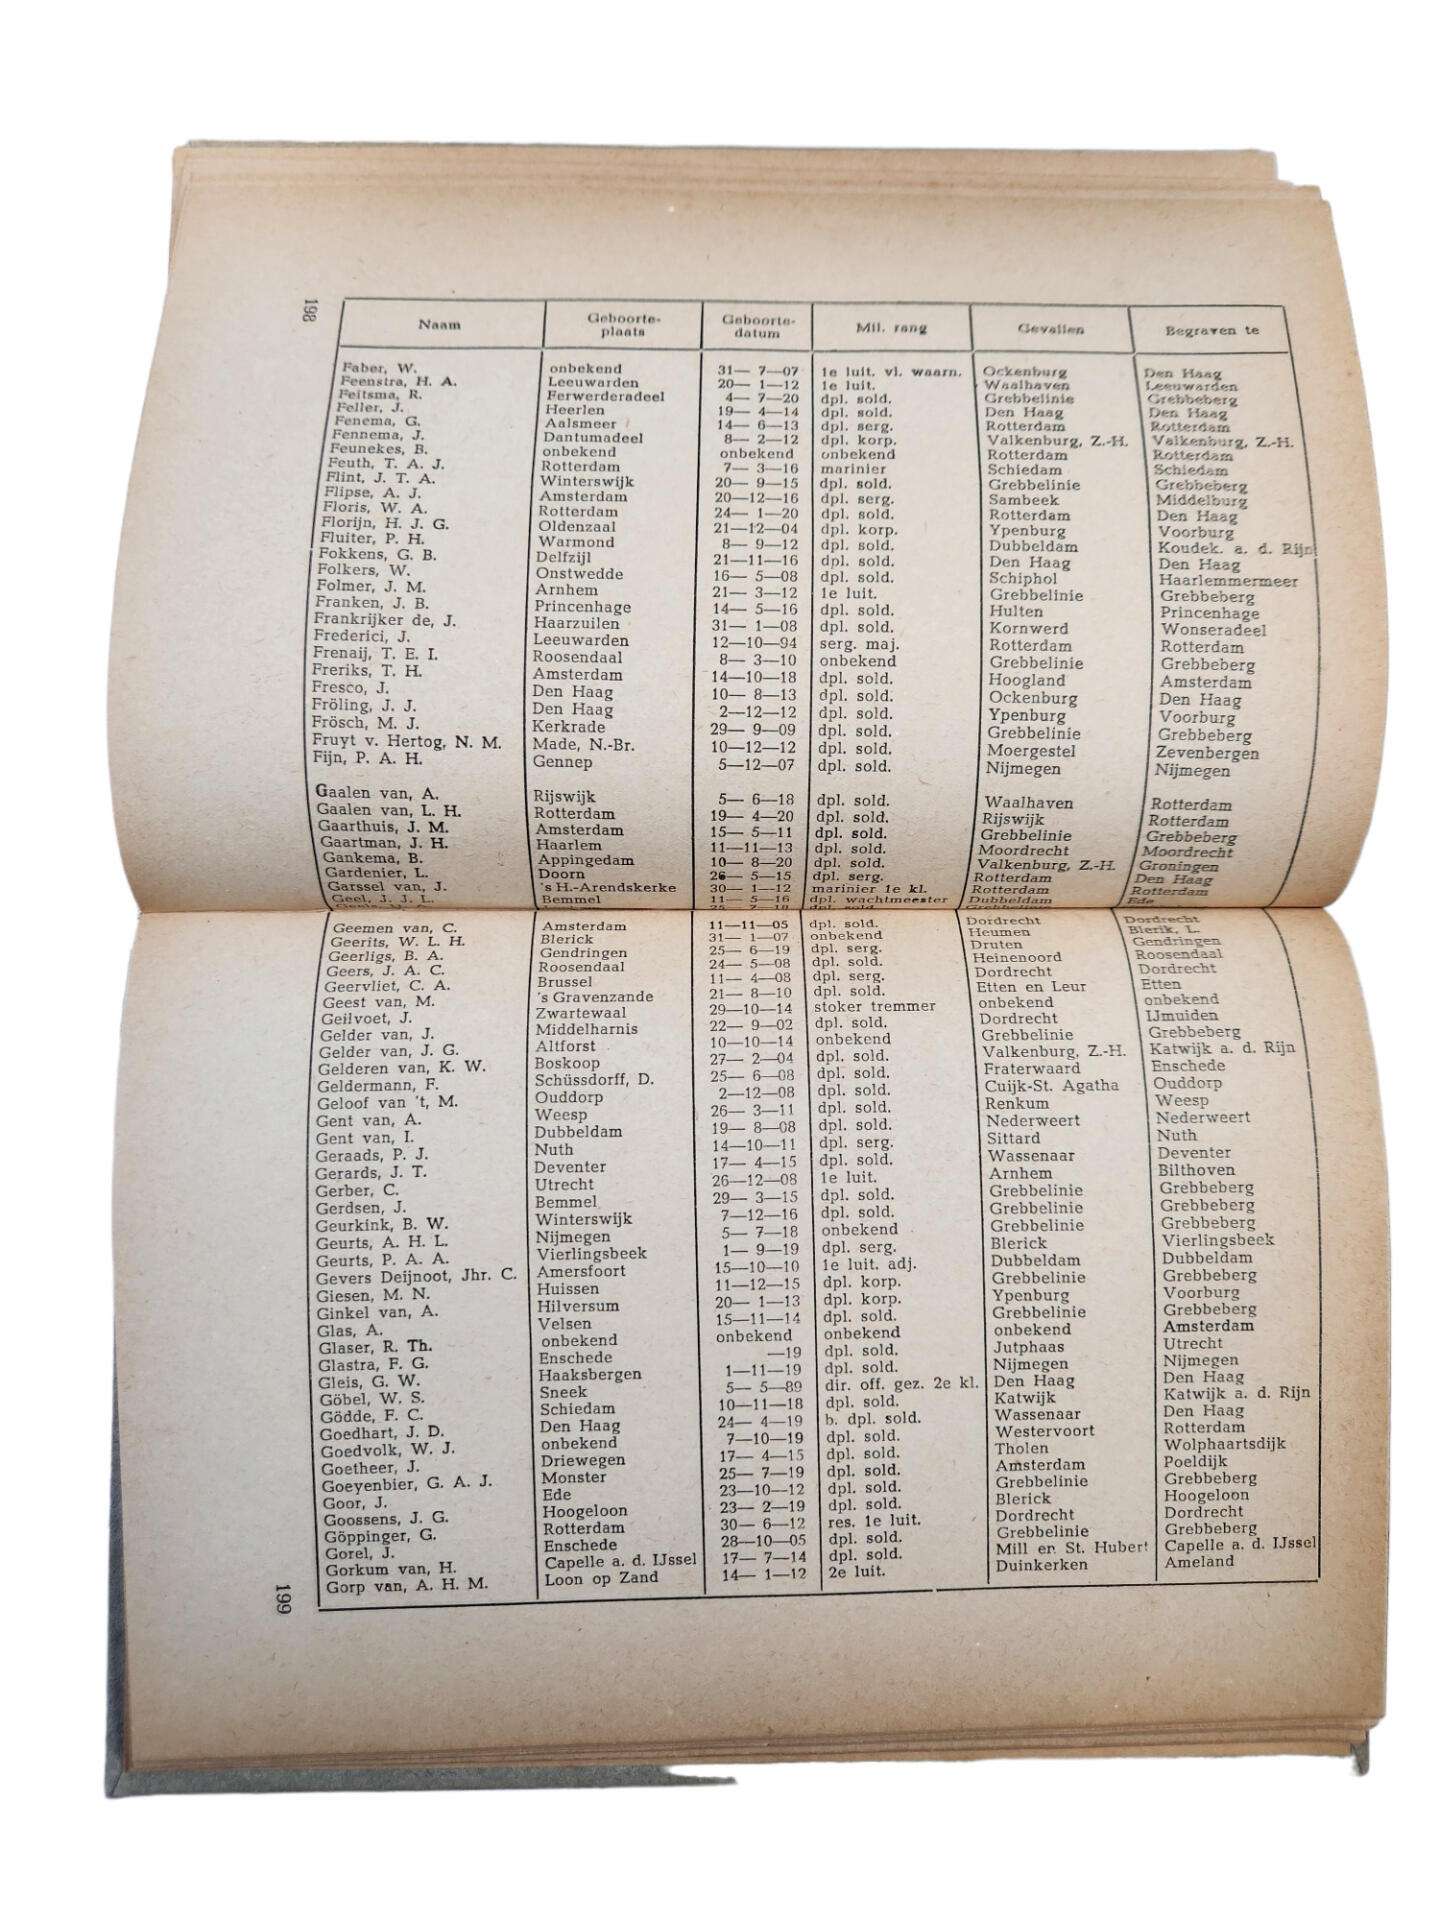 198
Naam Geboorte-plaats Geboorte-datum Mil. rang Gevallen Begraven te
Faber, W. onbekend 31— 7—07 1e luit. vl. waarn. Ockenburg Den Haag
Feenstra, H. A. Leeuwarden 20— 1—12 1e luit. Waalhaven Leeuwarden
Feitsma, R. Ferwerderadeel 4— 7—20 dpl. sold. Grebbelinie Grebbeberg
Feller, J. Heerlen 19— 4—14 dpl. sold. Den Haag Den Haag
Fenema, G. Aalsmeer 14— 6—13 dpl. serg. Rotterdam Rotterdam
Fennema, J. Dantumadeel 8— 2—12 dpl. korp. Valkenburg, Z.-H. Valkenburg, Z.-H.
Feunekes, B. onbekend onbekend onbekend Rotterdam Rotterdam
Feuth, T. A. J. Rotterdam 7— 3—16 marinier Schiedam Schiedam
Flint, J. T. A. Winterswijk 20— 9—15 dpl. sold. Grebbelinie Grebbeberg
Flipse, A. J. Amsterdam 20—12—16 dpl. serg. Sambeek Middelburg
Floris, W. A. Rotterdam 24— 1—20 dpl. sold. Rotterdam Den Haag
Florijn, H. J. G. Oldenzaal 21—12—04 dpl. korp. Ypenburg Voorburg
Fluiter, P. H. Warmond 8— 9—12 dpl. sold. Dubbeldam Koudek. a. d. Rijn
Fokkens, G. B. Delfzijl 21—11—16 dpl. sold. Den Haag Den Haag
Folkers, W. Onstwedde 16— 5—08 dpl. sold. Schiphol Haarlemmermeer
Folmer, J. M. Arnhem 21— 3—12 1e luit. Grebbelinie Grebbeberg
Franken, J. B. Princenhage 14— 5—16 dpl. sold. Hulten Princenhage
Frankrijker de, J. Haarzuilen 31— 1—08 dpl. sold. Kornwerd Wonseradeel
Frederici, J. Leeuwarden 12—10—94 serg. maj. Rotterdam Rotterdam
Frenaij, T. E. I. Roosendaal 8— 3—10 onbekend Grebbelinie Grebbeberg
Freriks, T. H. Amsterdam 14—10—18 dpl. sold. Hoogland Amsterdam
Fresco, J. Den Haag 10— 8—13 dpl. sold. Ockenburg Den Haag
Fröling, J. J. Den Haag 2—12—12 dpl. sold. Ypenburg Voorburg
Frösch, M. J. Kerkrade 29— 9—09 dpl. sold. Grebbelinie Grebbeberg
Fruyt v. Hertog, N. M. Made, N.-Br. 10—12—12 dpl. sold. Moergestel Zevenbergen
Fijn, P. A. H. Gennep 5—12—07 dpl. sold. Nijmegen Nijmegen
Gaalen van, A. Rijswijk 5— 6—18 dpl. sold. Waalhaven Rotterdam
Gaalen van, L. H. Rotterdam 19— 4—20 dpl. sold. Rijswijk Rotterdam
Gaarthuis, J. M. Amsterdam 15— 5—11 dpl. sold. Grebbelinie Grebbeberg
Gaartman, J. H. Haarlem 11—11—13 dpl. sold. Moordrecht Moordrecht
Gankema, B. Appingedam 10— 8—20 dpl. sold. Valkenburg, Z.-H. Groningen
Gardenier, L. Doorn 26— 5—15 dpl. serg. Rotterdam Den Haag
Garssel van, J. 's H.-Arendskerke 30— 1—12 marinier 1e kl. Rotterdam Rotterdam
Geel, J. J. L. Bemmel 11— 5—16 dpl. wachtmeester Dubbeldam Ede
Geemen van, C. Amsterdam 11—11—05 dpl. sold. Dordrecht Dordrecht
Geerits, W. L. H. Blerick 31— 1—07 onbekend Heumen Blerik, L.
Geerligs, B. A. Gendringen 25— 6—19 dpl. serg. Druten Gendringen
Geers, J. A. C. Roosendaal 24— 5—08 dpl. sold. Heinenoord Roosendaal
Geervliet, C. A. Brussel 11— 4—08 dpl. serg. Dordrecht Dordrecht
Geest van, M. 's Gravenzande 21— 8—10 dpl. sold. Etten en Leur Etten
Geilvoet, J. Zwartewaal 29—10—14 stoker tremmer onbekend onbekend
Gelder van, J. Middelharnis 22— 9—02 dpl. sold. Dordrecht IJmuiden
Gelder van, J. G. Altforst 10—10—14 onbekend Grebbelinie Grebbeberg
Gelderen van, K. W. Boskoop 27— 2—04 dpl. sold. Valkenburg, Z.-H. Katwijk a. d. Rijn
Geldermann, F. Schüssdorff, D. 25— 6—08 dpl. sold. Fraterwaard Enschede
Geloof van 't, M. Ouddorp 2—12—08 dpl. sold. Cuijk-St. Agatha Ouddorp
Gent van, A. Weesp 26— 3—11 dpl. sold. Renkum Weesp
Gent van, I. Dubbeldam 19— 8—08 dpl. sold. Nederweert Nederweert
Geraads, P. J. Nuth 14—10—11 dpl. serg. Sittard Nuth
Gerards, J. T. Deventer 17— 4—15 dpl. sold. Wassenaar Deventer
Gerber, C. Utrecht 26—12—08 1e luit. Arnhem Bilthoven
Gerdsen, J. Bemmel 29— 3—15 dpl. sold. Grebbelinie Grebbeberg
Geurkink, B. W. Winterswijk 7—12—16 dpl. sold. Grebbelinie Grebbeberg
Geurts, A. H. L. Nijmegen 5— 7—18 onbekend Grebbelinie Grebbeberg
Geurts, P. A. A. Vierlingsbeek 1— 9—19 dpl. serg. Blerick Vierlingsbeek
Gevers Deijnoot, Jhr. C. Amersfoort 15—10—10 1e luit. adj. Dubbeldam Dubbeldam
Giesen, M. N. Huissen 11—12—15 dpl. korp. Grebbelinie Grebbeberg
Ginkel van, A. Hilversum 20— 1—13 dpl. korp. Ypenburg Voorburg
Glas, A. Velsen 15—11—14 dpl. sold. Grebbelinie Grebbeberg
Glaser, R. Th. onbekend onbekend onbekend onbekend Amsterdam
Glastra, F. G. Enschede —19 dpl. sold. Jutphaas Utrecht
Gleis, G. W. Haaksbergen 1—11—19 dpl. sold. Nijmegen Nijmegen
Göbel, W. S. Sneek 5— 5—89 dir. off. gez. 2e kl. Den Haag Den Haag
Gödde, F. C. Schiedam 10—11—18 dpl. sold. Katwijk Katwijk a. d. Rijn
Goedhart, J. D. Den Haag 24— 4—19 b. dpl. sold. Wassenaar Den Haag
Goedvolk, W. J. onbekend 7—10—19 dpl. sold. Westervoort Rotterdam
Goetheer, J. Driewegen 17— 4—15 dpl. sold. Tholen Wolphaartsdijk
Goeyenbier, G. A. J. Monster 25— 7—19 dpl. sold. Amsterdam Poeldijk
Goor, J. Ede 23—10—12 dpl. sold. Grebbelinie Grebbeberg
Goossens, J. G. Hoogeloon 23— 2—19 dpl. sold. Blerick Hoogeloon
Göppinger, G. Rotterdam 30— 6—12 res. 1e luit. Dordrecht Dordrecht
Gorel, J. Enschede 28—10—05 dpl. sold. Grebbelinie Grebbeberg
Gorkum van, H. Capelle a. d. IJssel 17— 7—14 dpl. sold. Mill en St. Hubert Capelle a. d. IJssel
Gorp van, A. H. M. Loon op Zand 14— 1—12 2e luit. Duinkerken Ameland
199